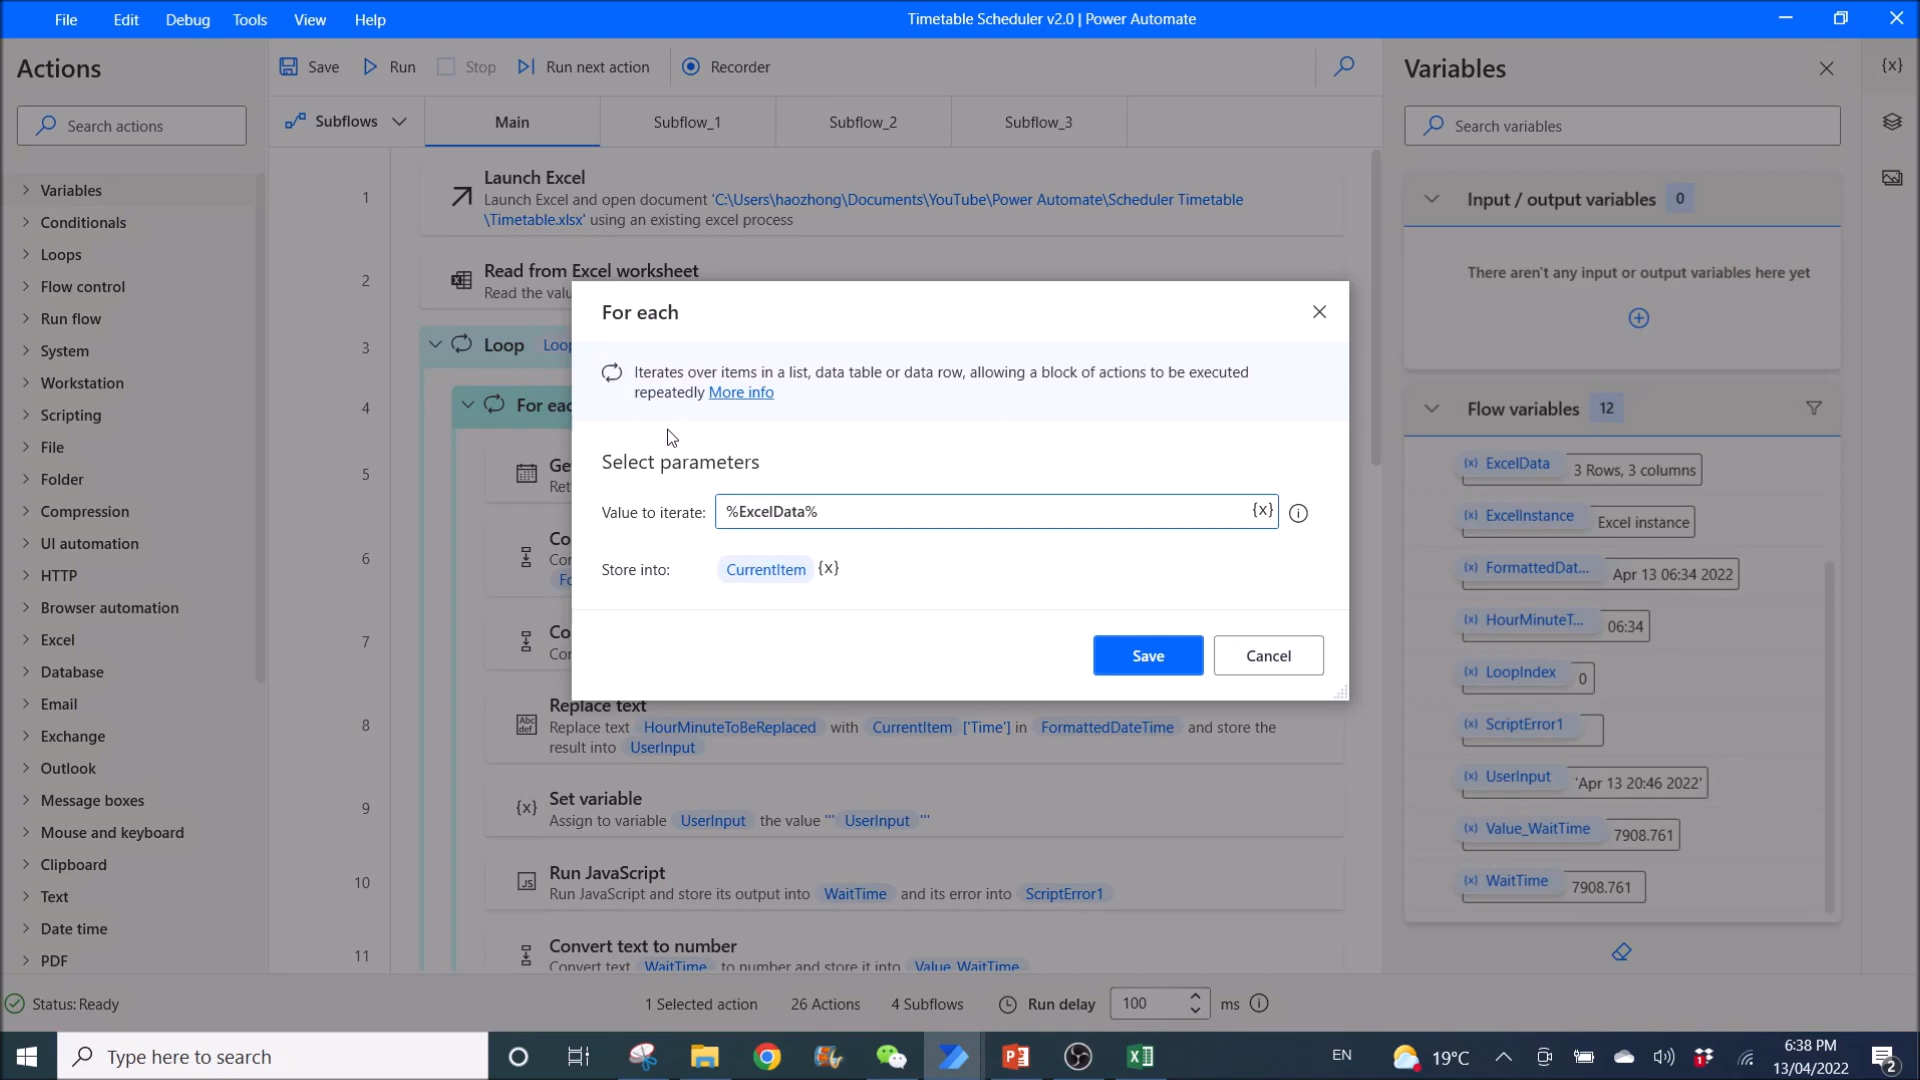 File Edit Debug Tools View Help
Timetable Scheduler v2.0 | Power Automate
Actions
Search actions
Variables
Conditionals
Loops
Flow control
Run flow
System
Workstation
Scripting
File
Folder
Compression
UI automation
HTTP
Browser automation
Excel
Database
Email
Exchange
Outlook
Message boxes
Mouse and keyboard
Clipboard
Text
Date time
PDF
Save Run Stop Run next action Recorder
Subflows Main Subflow_1 Subflow_2 Subflow_3
1
Launch Excel
Launch Excel and open document 'C:\Users\haozhong\Documents\YouTube\Power Automate\Scheduler Timetable
\Timetable.xlsx' using an existing excel process
2
Read from Excel worksheet
Read the valu
3 Loop Loop
4 For eac
5 Ge
Ret
6 Co
Con
Fo
7 Co
Con
For each
Iterates over items in a list, data table or data row, allowing a block of actions to be executed
repeatedly More info
Select parameters
Value to iterate: %ExcelData% {x}
Store into: CurrentItem {x}
Save Cancel
8 Replace text
Replace text HourMinuteToBeReplaced with CurrentItem ['Time'] in FormattedDateTime and store the
result into UserInput
9 Set variable
{x} Assign to variable UserInput the value ''' UserInput '''
10 Run JavaScript
Run JavaScript and store its output into WaitTime and its error into ScriptError1
11 Convert text to number
Convert text WaitTime to number and store it into Value_WaitTime
Variables
{x}
Search variables
Input / output variables 0
There aren't any input or output variables here yet
Flow variables 12
{x} ExcelData 3 Rows, 3 columns
{x} ExcelInstance Excel instance
{x} FormattedDat... Apr 13 06:34 2022
{x} HourMinuteT... 06:34
{x} LoopIndex 0
{x} ScriptError1
{x} UserInput 'Apr 13 20:46 2022'
{x} Value_WaitTime 7908.761
{x} WaitTime 7908.761
Status: Ready 1 Selected action 26 Actions 4 Subflows Run delay 100 ms
Type here to search
EN 19°C 6:38 PM
13/04/2022
2